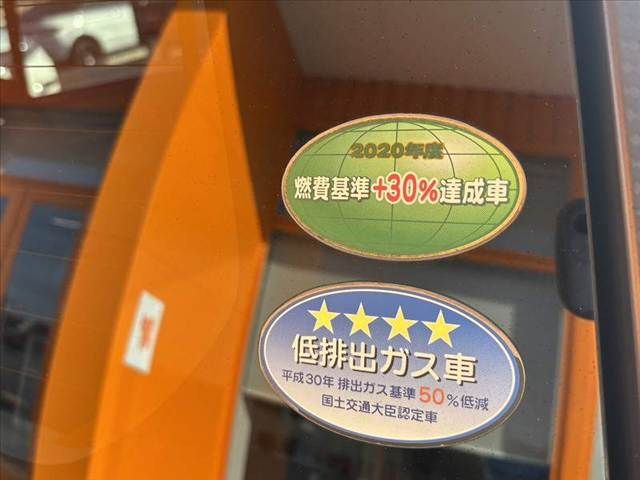 2020年度
燃費基準+30%達成車
★★★★
低排出ガス車
平成30年 排出ガス基準50%低減
国土交通大臣認定車